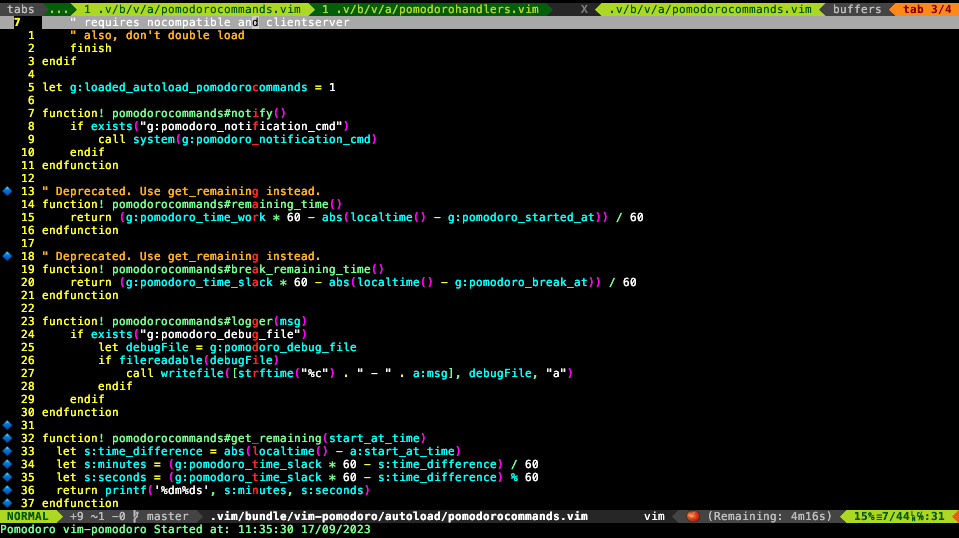 tabs ... 1 .v/b/v/a/pomodorocommands.vim 1 .v/b/v/a/pomodorohandlers.vim X .v/b/v/a/pomodorocommands.vim buffers tab 3/4
7 " requires nocompatible and clientserver
1 " also, don't double load
2 finish
3 endif
4
5 let g:loaded_autoload_pomodorocommands = 1
6
7 function! pomodorocommands#notify()
8 if exists("g:pomodoro_notification_cmd")
9 call system(g:pomodoro_notification_cmd)
10 endif
11 endfunction
12
13 " Deprecated. Use get_remaining instead.
14 function! pomodorocommands#remaining_time()
15 return (g:pomodoro_time_work * 60 - abs(localtime() - g:pomodoro_started_at)) / 60
16 endfunction
17
18 " Deprecated. Use get_remaining instead.
19 function! pomodorocommands#break_remaining_time()
20 return (g:pomodoro_time_slack * 60 - abs(localtime() - g:pomodoro_break_at)) / 60
21 endfunction
22
23 function! pomodorocommands#logger(msg)
24 if exists("g:pomodoro_debug_file")
25 let debugFile = g:pomodoro_debug_file
26 if filereadable(debugFile)
27 call writefile([strftime("%c") . " - " . a:msg], debugFile, "a")
28 endif
29 endif
30 endfunction
31
32 function! pomodorocommands#get_remaining(start_at_time)
33 let s:time_difference = abs(localtime() - a:start_at_time)
34 let s:minutes = (g:pomodoro_time_slack * 60 - s:time_difference) / 60
35 let s:seconds = (g:pomodoro_time_slack * 60 - s:time_difference) % 60
36 return printf('%dm%ds', s:minutes, s:seconds)
37 endfunction
NORMAL +9 ~1 -0 master .vim/bundle/vim-pomodoro/autoload/pomodorocommands.vim vim (Remaining: 4m16s) 15% 7/44 :31
Pomodoro vim-pomodoro Started at: 11:35:30 17/09/2023